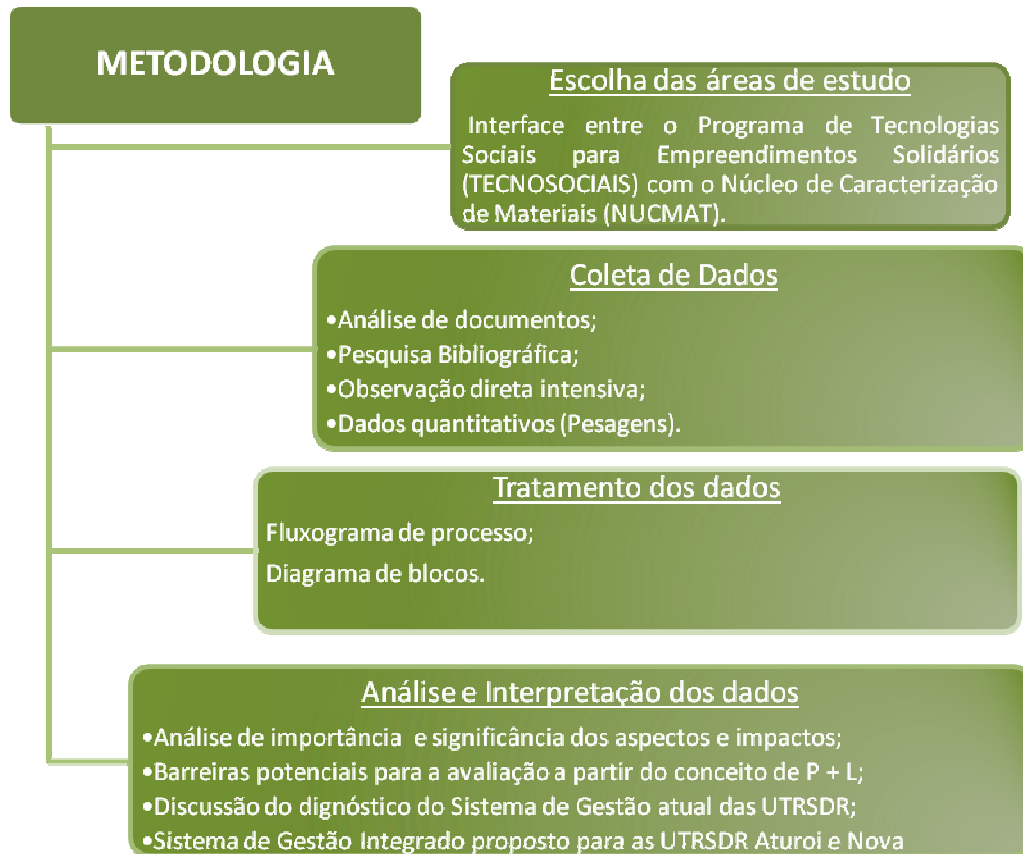 METODOLOGIA
Escolha das áreas de estudo
Interface entre o Programa de Tecnologias
Sociais para Empreendimentos Solidários
(TECNOSOCIAIS) com o Núcleo de Caracterização
de Materiais (NUCMAT).
Coleta de Dados
•Análise de documentos;
•Pesquisa Bibliográfica;
•Observação direta intensiva;
•Dados quantitativos (Pesagens).
Tratamento dos dados
Fluxograma de processo;
Diagrama de blocos.
Análise e Interpretação dos dados
•Análise de importância e significância dos aspectos e impactos;
•Barreiras potenciais para a avaliação a partir do conceito de P + L;
•Discussão do dignóstico do Sistema de Gestão atual das UTRSDR;
•Sistema de Gestão Integrado proposto para as UTRSDR Aturoi e Nova